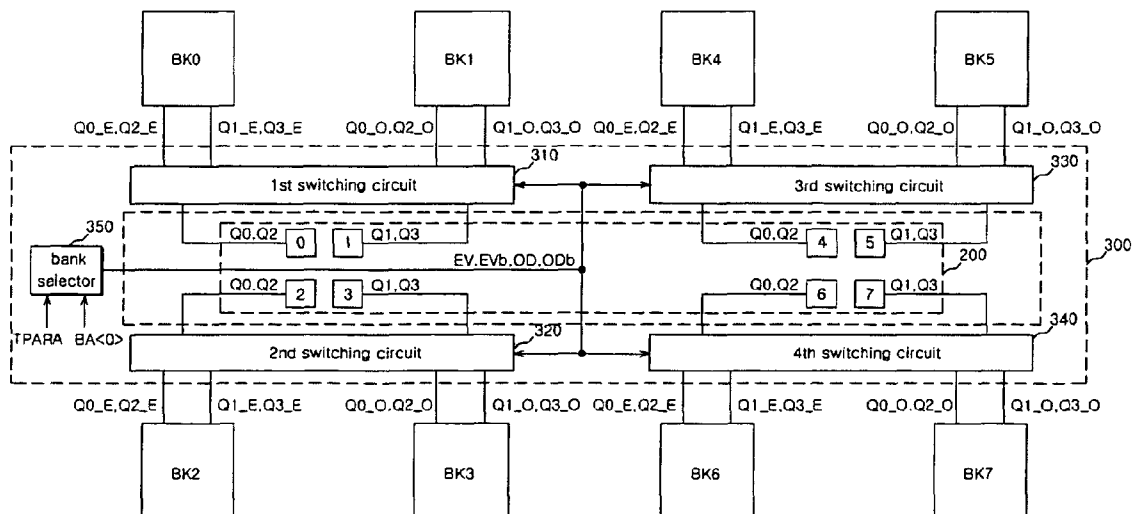 BK0 BK1 BK4 BK5
Q0_E,Q2_E Q1_E,Q3_E Q0_O,Q2_O Q1_O,Q3_O Q0_E,Q2_E Q1_E,Q3_E Q0_O,Q2_O Q1_O,Q3_O
310 330
1st switching circuit 3rd switching circuit
350
bank selector
Q0,Q2 0 1 Q1,Q3 Q0,Q2 4 5 Q1,Q3
EV,EVb,OD,ODb 200 300
Q0,Q2 2 3 Q1,Q3 Q0,Q2 6 7 Q1,Q3
TPARA BA<0>
320 340
2nd switching circuit 4th switching circuit
Q0_E,Q2_E Q1_E,Q3_E Q0_O,Q2_O Q1_O,Q3_O Q0_E,Q2_E Q1_E,Q3_E Q0_O,Q2_O Q1_O,Q3_O
BK2 BK3 BK6 BK7